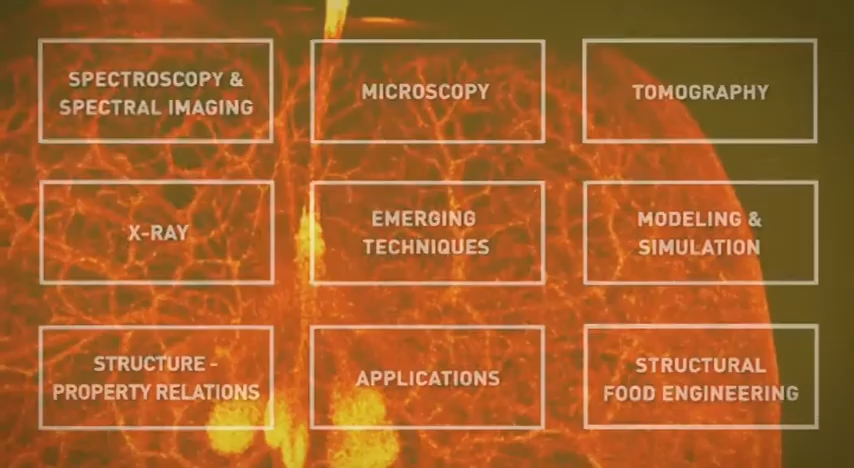 SPECTROSCOPY &
SPECTRAL IMAGING
MICROSCOPY
TOMOGRAPHY
X-RAY
EMERGING
TECHNIQUES
MODELING &
SIMULATION
STRUCTURE -
PROPERTY RELATIONS
APPLICATIONS
STRUCTURAL
FOOD ENGINEERING